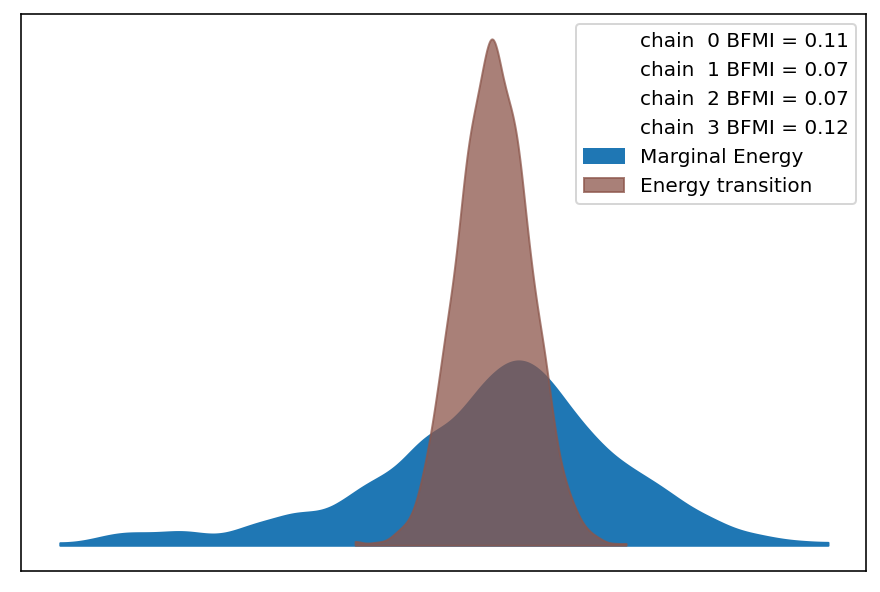 chain  0 BFMI = 0.11
chain  1 BFMI = 0.07
chain  2 BFMI = 0.07
chain  3 BFMI = 0.12
Marginal Energy
Energy transition